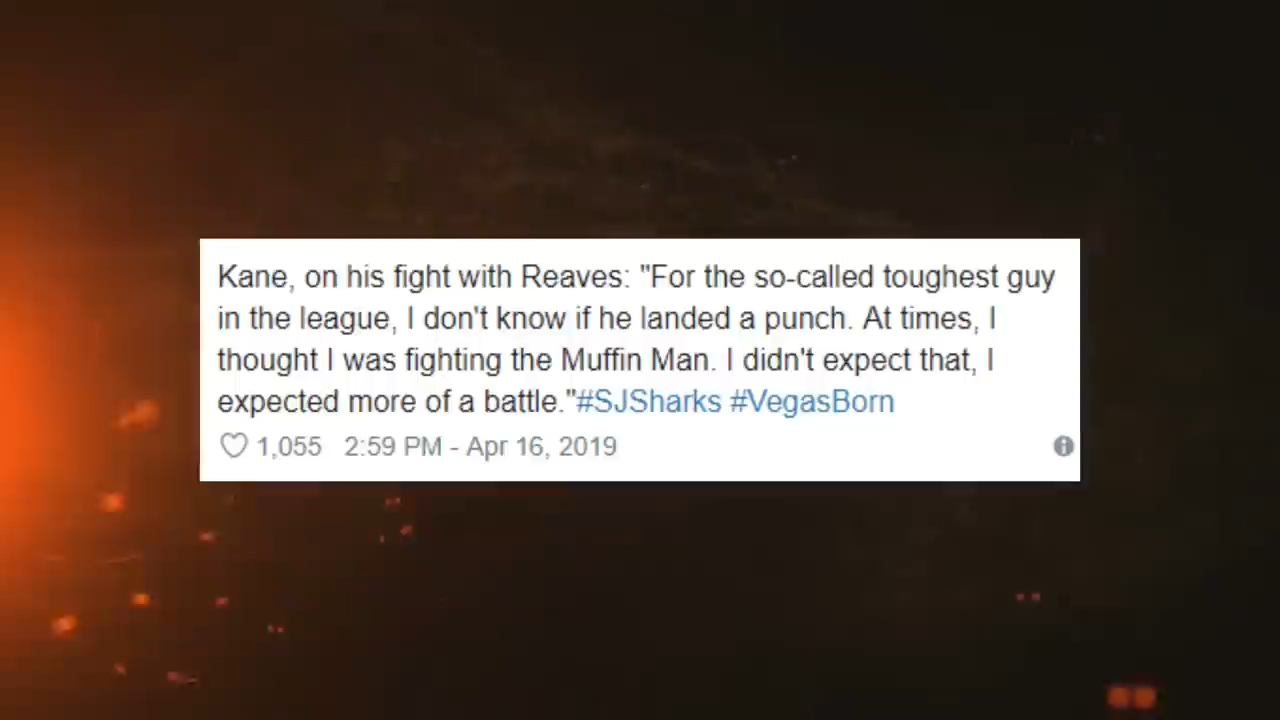 Kane, on his fight with Reaves: "For the so-called toughest guy
in the league, I don't know if he landed a punch. At times, I
thought I was fighting the Muffin Man. I didn't expect that, I
expected more of a battle."#SJSharks #VegasBorn
1,055 2:59 PM - Apr 16, 2019